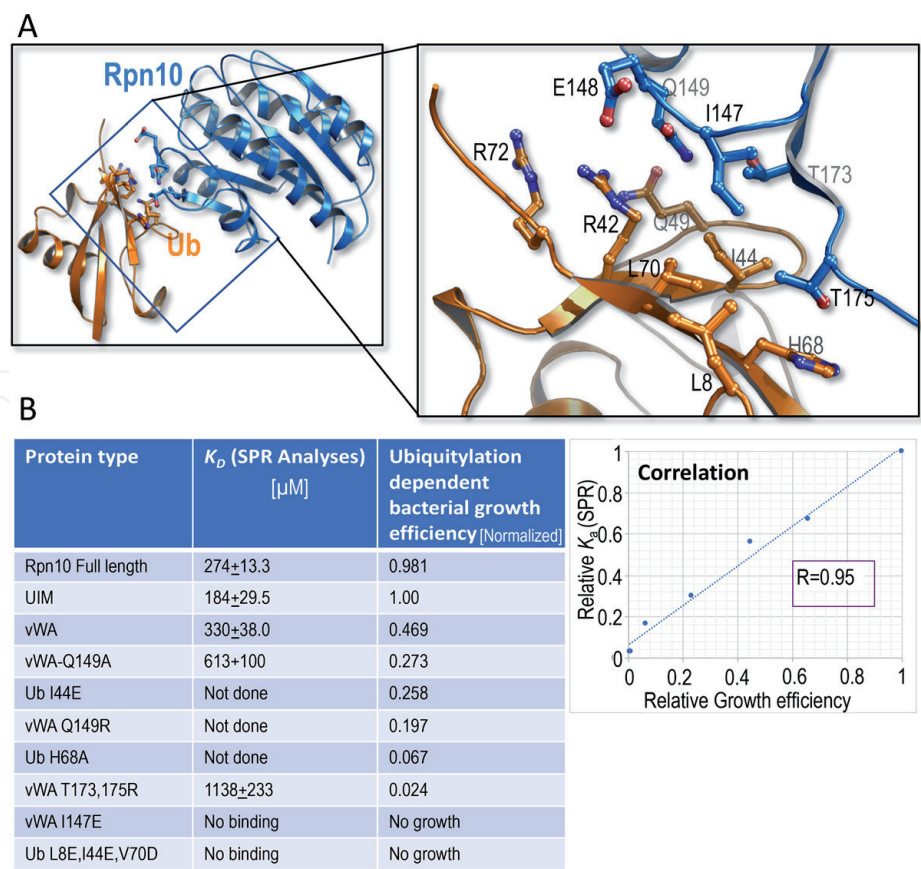 A
Rpn10
Ub
E148
Q149
I147
R72
T173
R42
Q49
L70
I44
T175
H68
L8
B
Protein type K_D (SPR Analyses) [µM] Ubiquitylation dependent bacterial growth efficiency [Normalized]
Rpn10 Full length 274±13.3 0.981
UIM 184±29.5 1.00
vWA 330±38.0 0.469
vWA-Q149A 613+100 0.273
Ub I44E Not done 0.258
vWA Q149R Not done 0.197
Ub H68A Not done 0.067
vWA T173,175R 1138±233 0.024
vWA I147E No binding No growth
Ub L8E,I44E,V70D No binding No growth
Correlation
R=0.95
Relative K_a (SPR)
1
0.8
0.6
0.4
0.2
0
0 0.2 0.4 0.6 0.8 1
Relative Growth efficiency